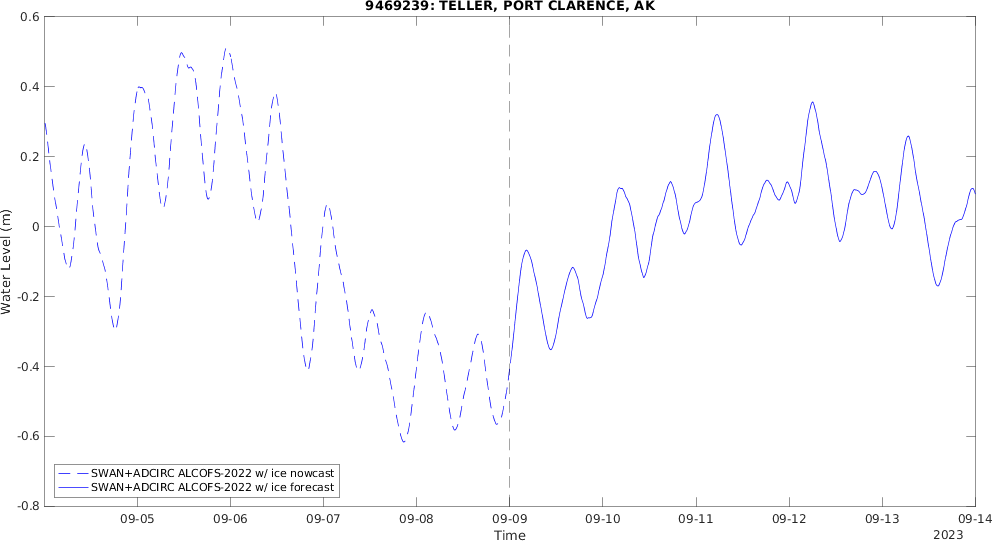 9469239: TELLER, PORT CLARENCE, AK
0.6
0.4
0.2
0
-0.2
-0.4
-0.6
-0.8
Water Level (m)
SWAN+ADCIRC ALCOFS-2022 w/ ice nowcast
SWAN+ADCIRC ALCOFS-2022 w/ ice forecast
09-05 09-06 09-07 09-08 09-09 09-10 09-11 09-12 09-13 09-14
Time
2023